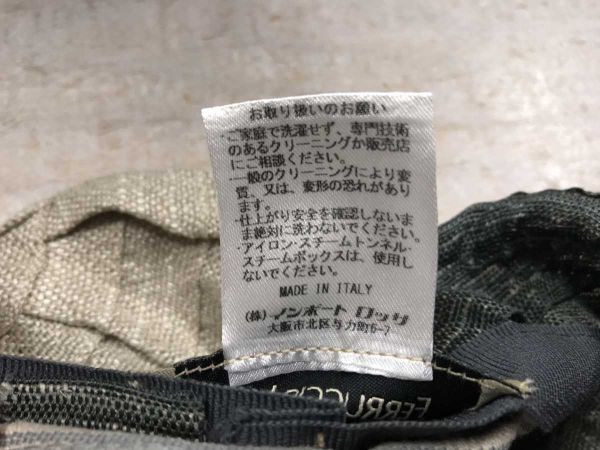 お取り扱いのお願い
・ご家庭で洗濯せず、専門技術
のあるクリーニングか販売店
にご相談ください。
・一般のクリーニングにより変
質、又は、変形の恐れがあり
ます。
・仕上がり安全を確認しないま
ま絶対に洗わないでください。
・アイロン・スチームトンネル・
スチームボックスは、使用し
ないでください。
MADE IN ITALY
(株)インポート ロッサ
大阪市北区与力町6-7